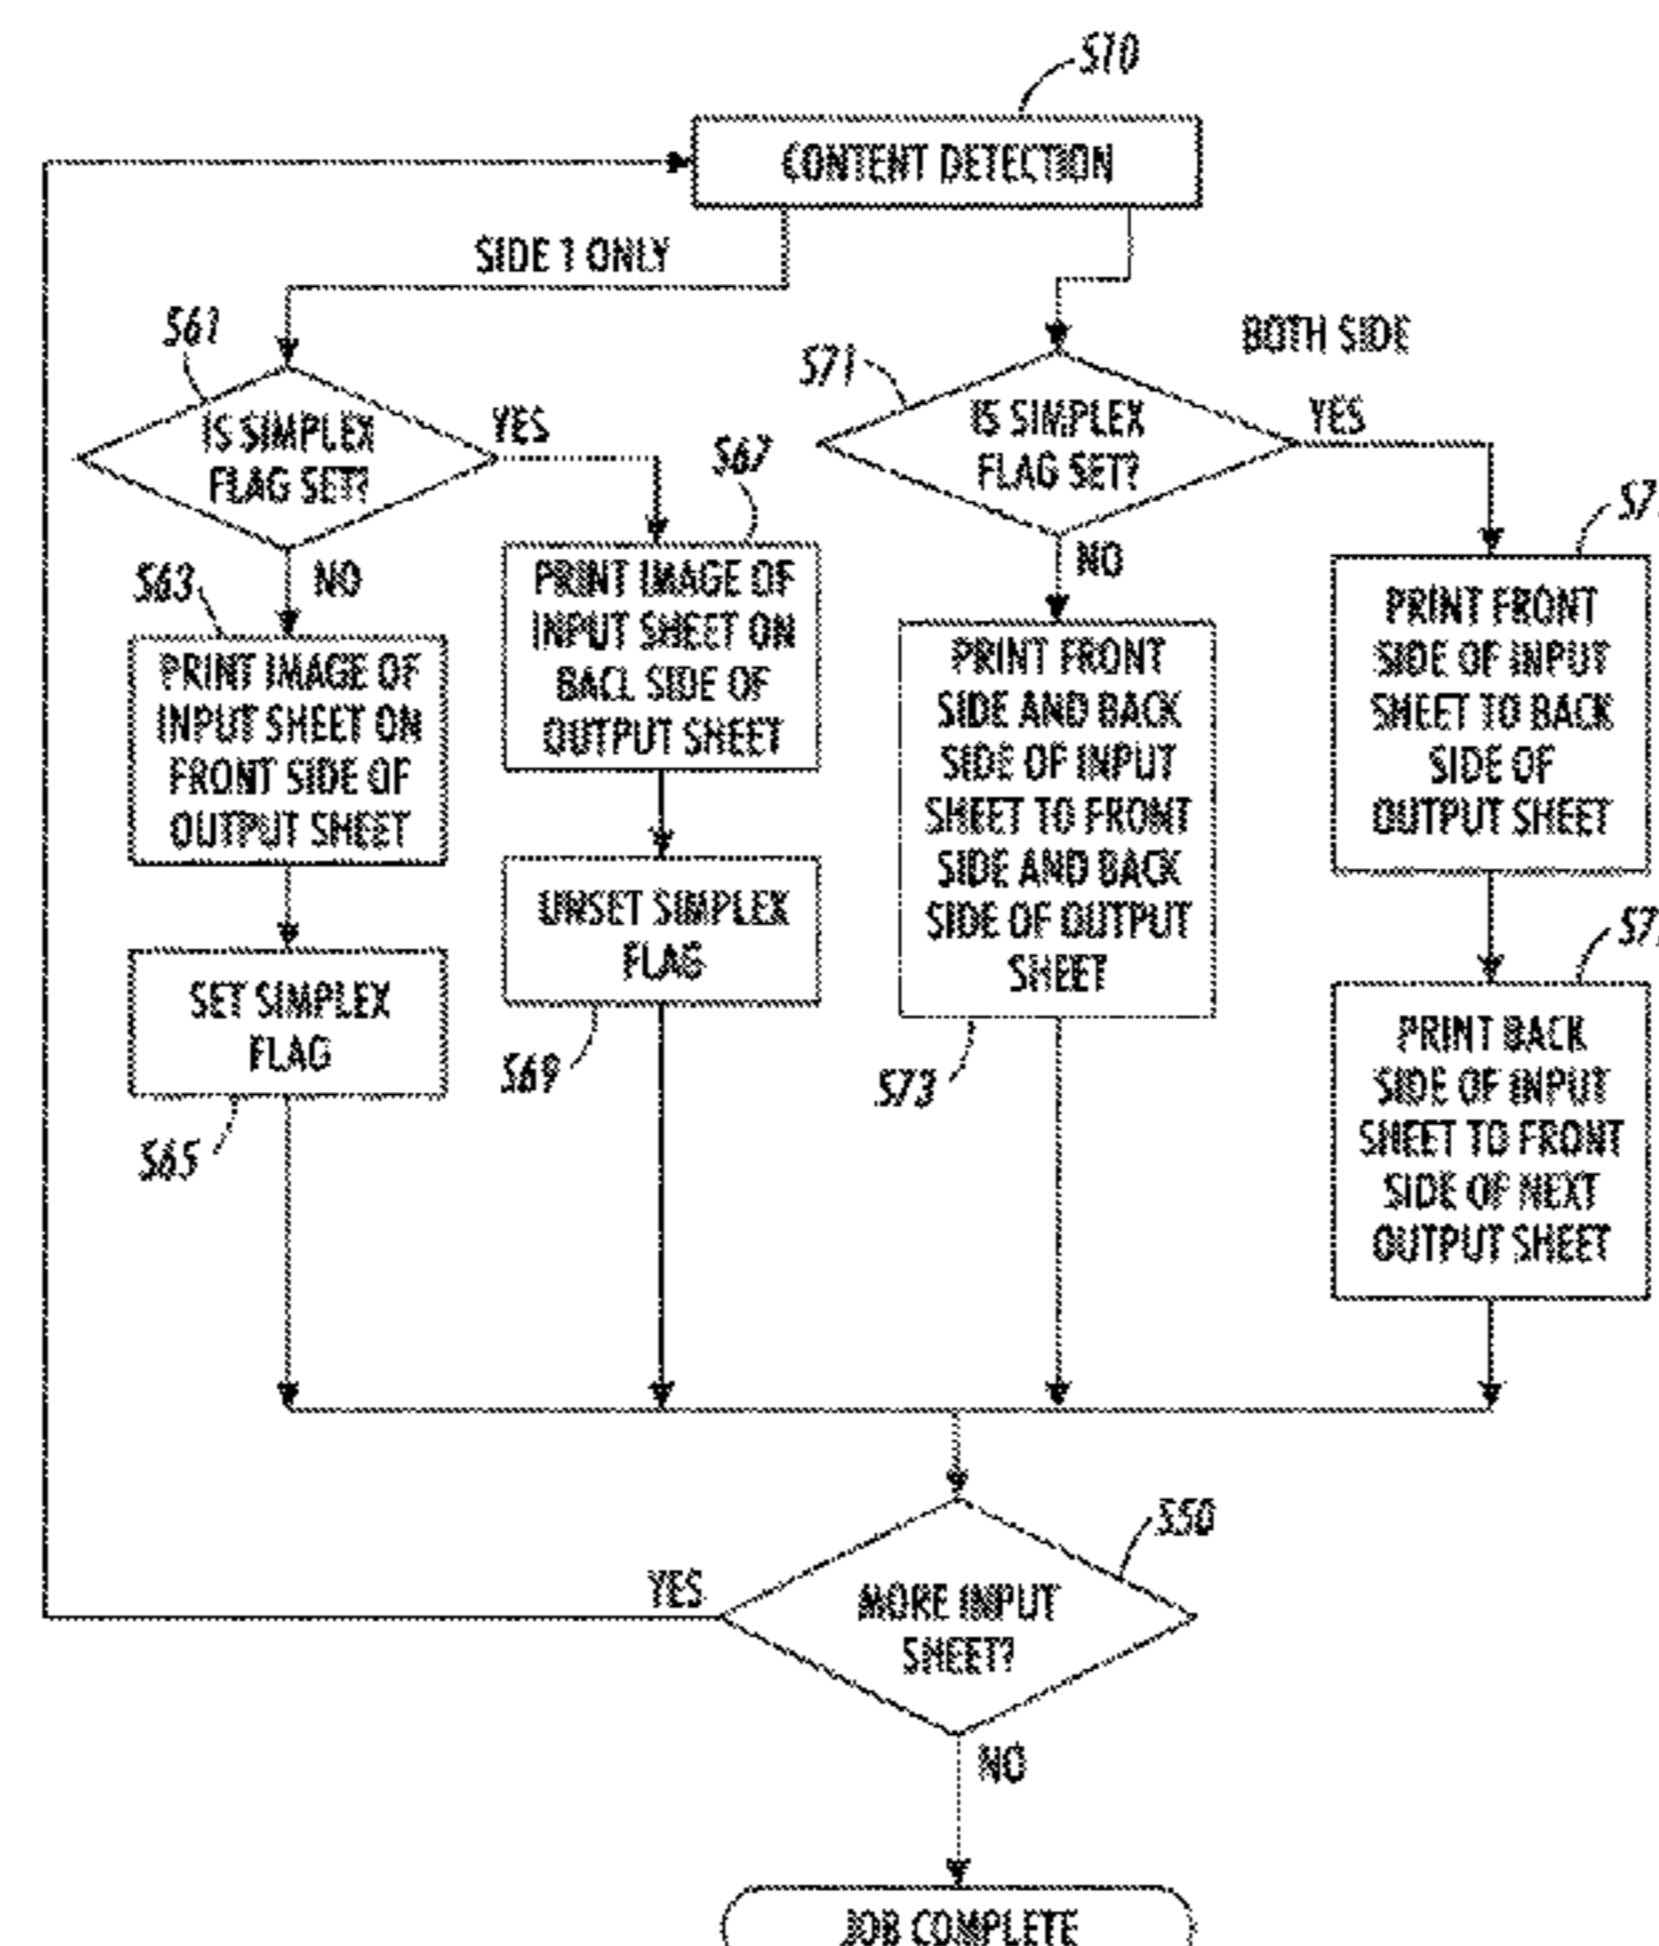 S10
CONTENT DETECTION
SIDE 1 ONLY
BOTH SIDE
S61
IS SIMPLEX
FLAG SET?
YES
NO
S63
PRINT IMAGE OF
INPUT SHEET ON
FRONT SIDE OF
OUTPUT SHEET
SET SIMPLEX
FLAG
S65
S67
PRINT IMAGE OF
INPUT SHEET ON
BACL SIDE OF
OUTPUT SHEET
UNSET SIMPLEX
FLAG
S69
S71
IS SIMPLEX
FLAG SET?
YES
NO
PRINT FRONT
SIDE AND BACK
SIDE OF INPUT
SHEET TO FRONT
SIDE AND BACK
SIDE OF OUTPUT
SHEET
S73
PRINT FRONT
SIDE OF INPUT
SHEET TO BACK
SIDE OF
OUTPUT SHEET
PRINT BACK
SIDE OF INPUT
SHEET TO FRONT
SIDE OF NEXT
OUTPUT SHEET
S50
MORE INPUT
SHEET?
YES
NO
JOB COMPLETE